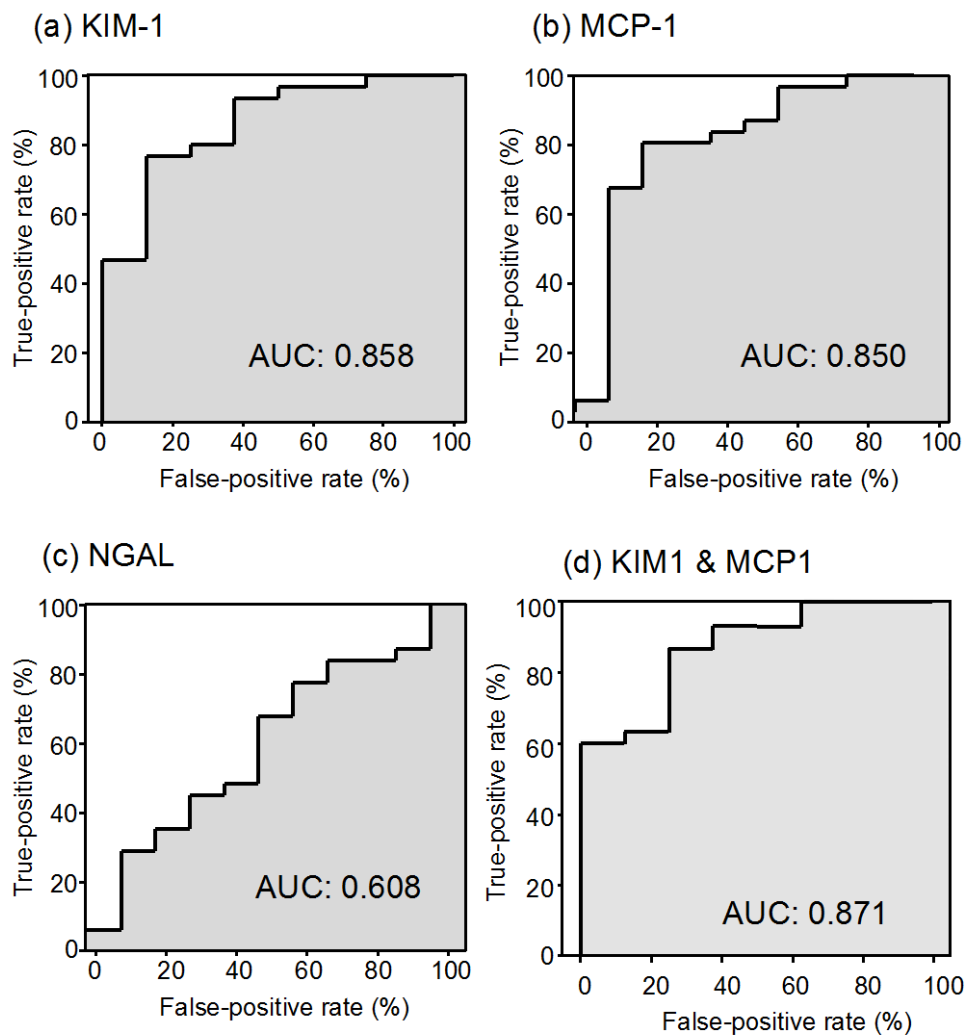 (a) KIM-1
True-positive rate (%)
100
80
60
40
20
0
AUC: 0.858
0 20 40 60 80 100
False-positive rate (%)
(b) MCP-1
True-positive rate (%)
100
80
60
40
20
0
AUC: 0.850
0 20 40 60 80 100
False-positive rate (%)
(c) NGAL
True-positive rate (%)
100
80
60
40
20
0
AUC: 0.608
0 20 40 60 80 100
False-positive rate (%)
(d) KIM1 & MCP1
True-positive rate (%)
100
80
60
40
20
0
AUC: 0.871
0 20 40 60 80 100
False-positive rate (%)